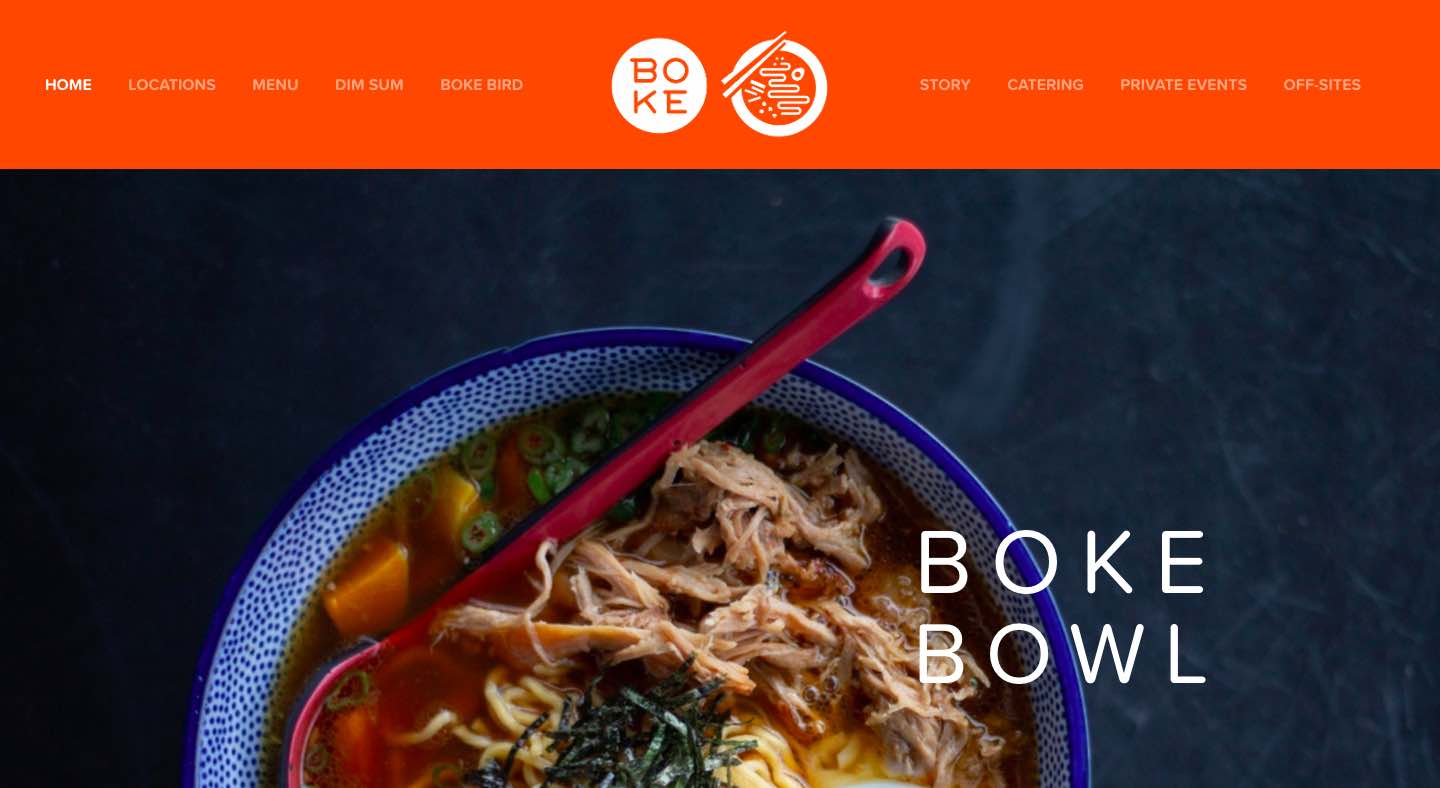 HOME LOCATIONS MENU DIM SUM BOKE BIRD
BO
KE
STORY CATERING PRIVATE EVENTS OFF-SITES
BOKE
BOWL